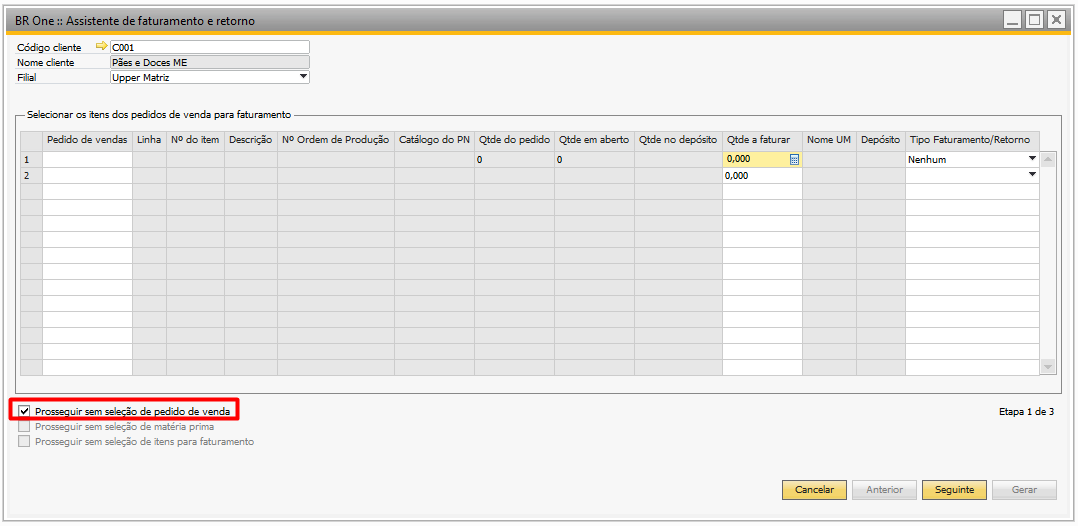 BR One :: Assistente de faturamento e retorno
Código cliente C001
Nome cliente Pães e Doces ME
Filial Upper Matriz
Selecionar os itens dos pedidos de venda para faturamento
Pedido de vendas Linha Nº do item Descrição Nº Ordem de Produção Catálogo do PN Qtde do pedido Qtde em aberto Qtde no depósito Qtde a faturar Nome UM Depósito Tipo Faturamento/Retorno
1 0 0 0,000 Nenhum
2 0,000
Prosseguir sem seleção de pedido de venda Etapa 1 de 3
Prosseguir sem seleção de matéria prima
Prosseguir sem seleção de itens para faturamento
Cancelar Anterior Seguinte Gerar